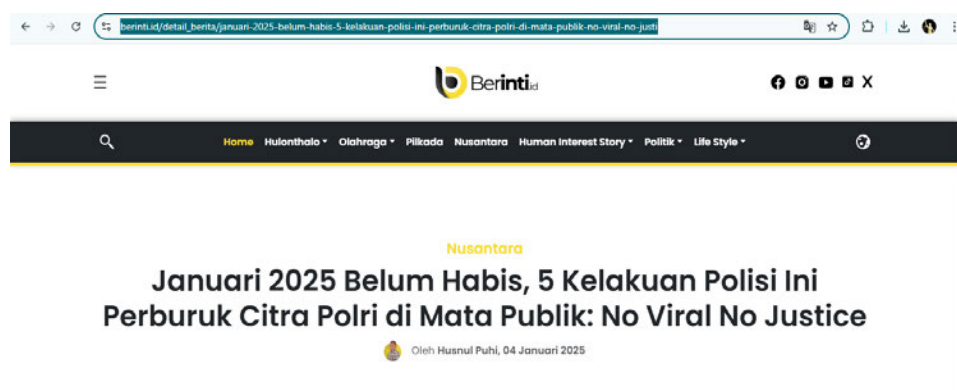 berinti.id/detail_berita/januari-2025-belum-habis-5-kelakuan-polisi-ini-perburuk-citra-polri-di-mata-publik-no-viral-no-justi
Berinti.id
Home Hulonthalo Olahraga Pilkada Nusantara Human Interest Story Politik Life Style
Nusantara
Januari 2025 Belum Habis, 5 Kelakuan Polisi Ini
Perburuk Citra Polri di Mata Publik: No Viral No Justice
Oleh Husnul Puhi, 04 Januari 2025